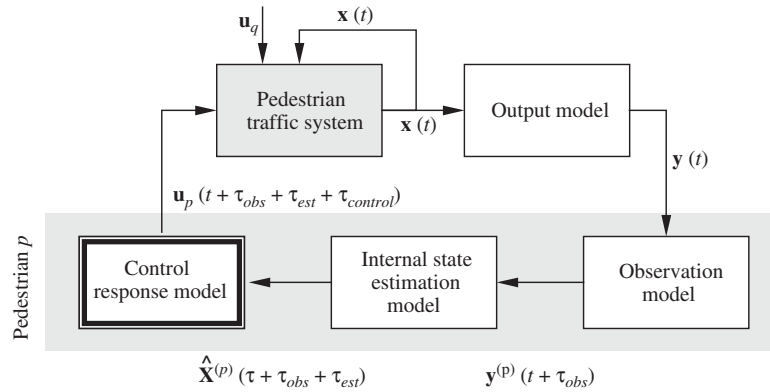 u_q
x (t)
Pedestrian
traffic system
x (t)
Output model
y (t)
u_p (t + τ_obs + τ_est + τ_control)
Pedestrian p
Control
response model
Internal state
estimation
model
Observation
model
X̂^(p) (τ + τ_obs + τ_est)
y^(p) (t + τ_obs)